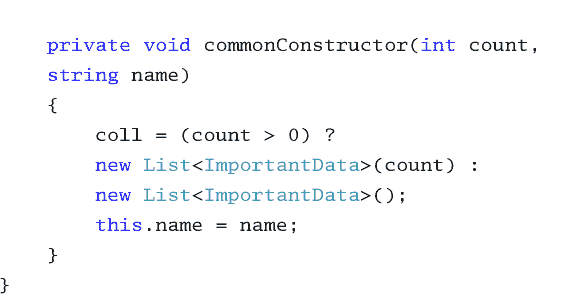 private void commonConstructor(int count,
string name)
{
coll = (count > 0) ?
new List<ImportantData>(count) :
new List<ImportantData>();
this.name = name;
}
}